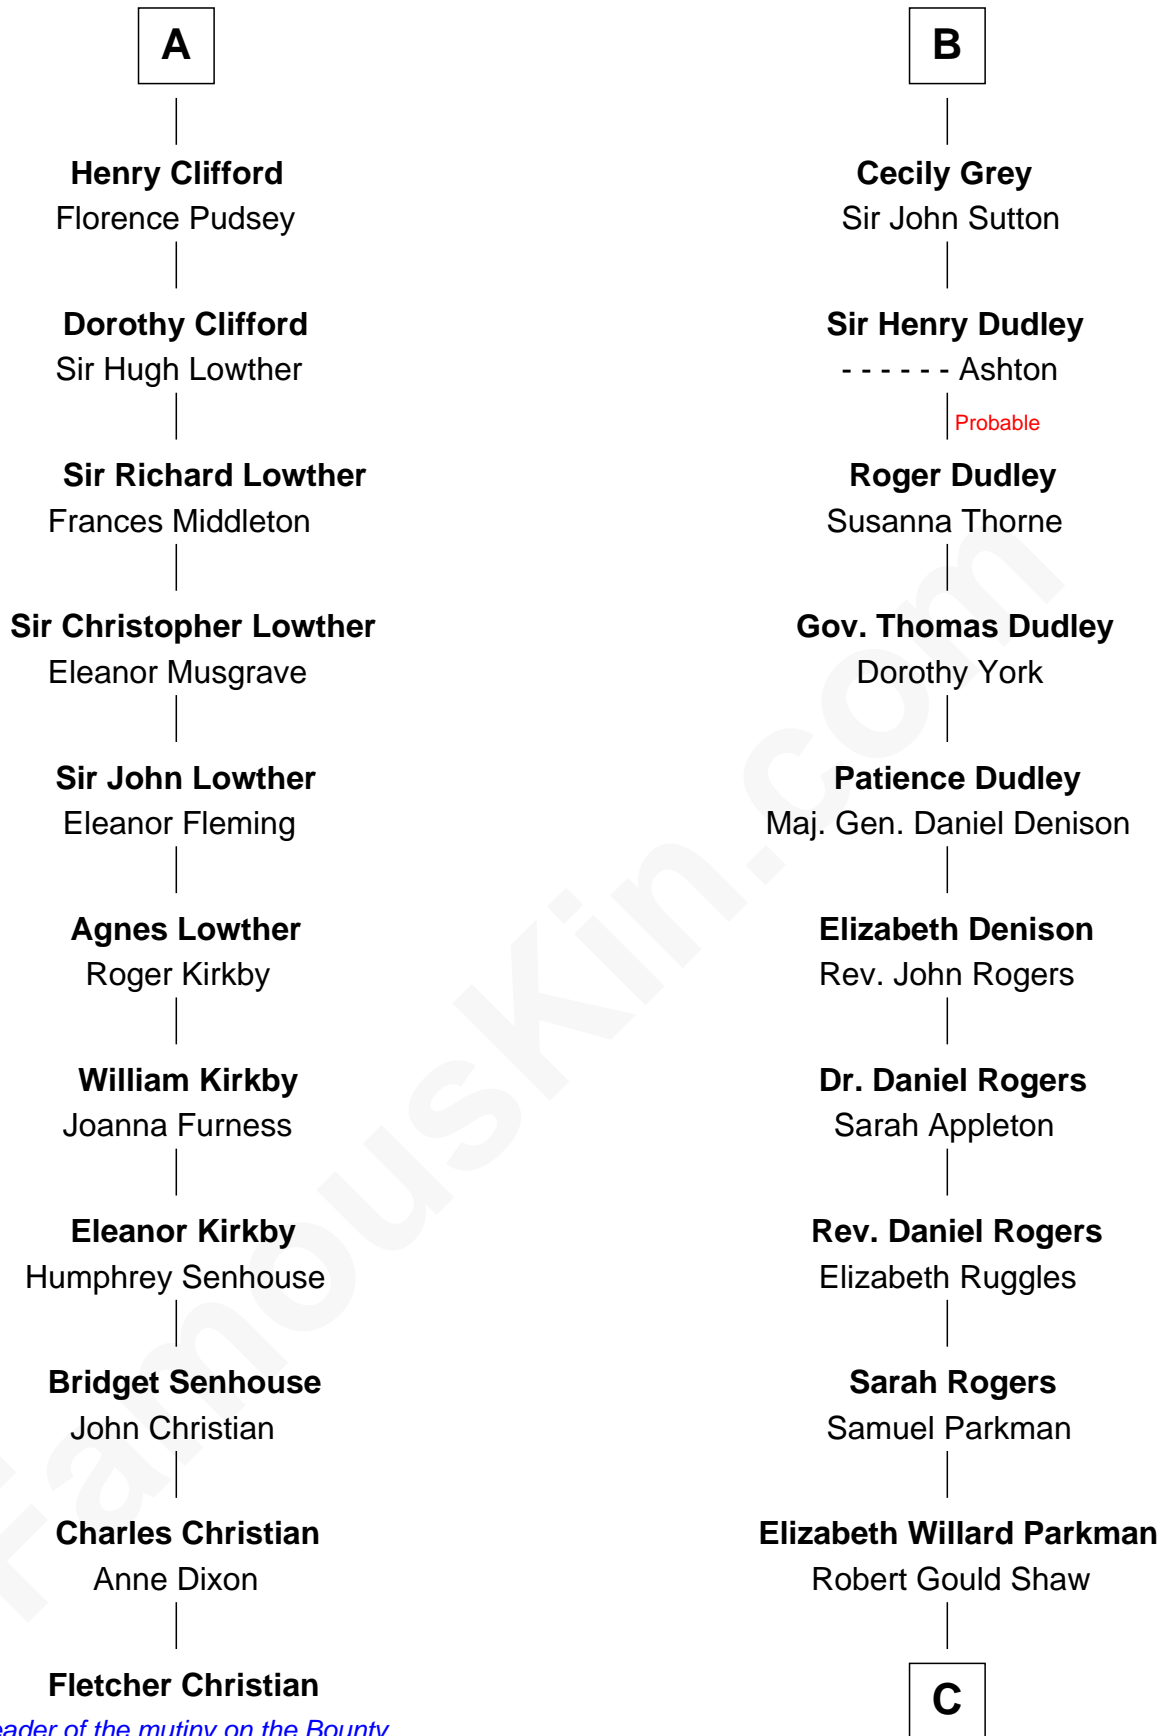 A
Henry Clifford
Florence Pudsey
Dorothy Clifford
Sir Hugh Lowther
Sir Richard Lowther
Frances Middleton
Sir Christopher Lowther
Eleanor Musgrave
Sir John Lowther
Eleanor Fleming
Agnes Lowther
Roger Kirkby
William Kirkby
Joanna Furness
Eleanor Kirkby
Humphrey Senhouse
Bridget Senhouse
John Christian
Charles Christian
Anne Dixon
Fletcher Christian
eader of the mutiny on the Bounty
B
Cecily Grey
Sir John Sutton
Sir Henry Dudley
- - - - - - Ashton
Probable
Roger Dudley
Susanna Thorne
Gov. Thomas Dudley
Dorothy York
Patience Dudley
Maj. Gen. Daniel Denison
Elizabeth Denison
Rev. John Rogers
Dr. Daniel Rogers
Sarah Appleton
Rev. Daniel Rogers
Elizabeth Ruggles
Sarah Rogers
Samuel Parkman
Elizabeth Willard Parkman
Robert Gould Shaw
C
FamousKin.com